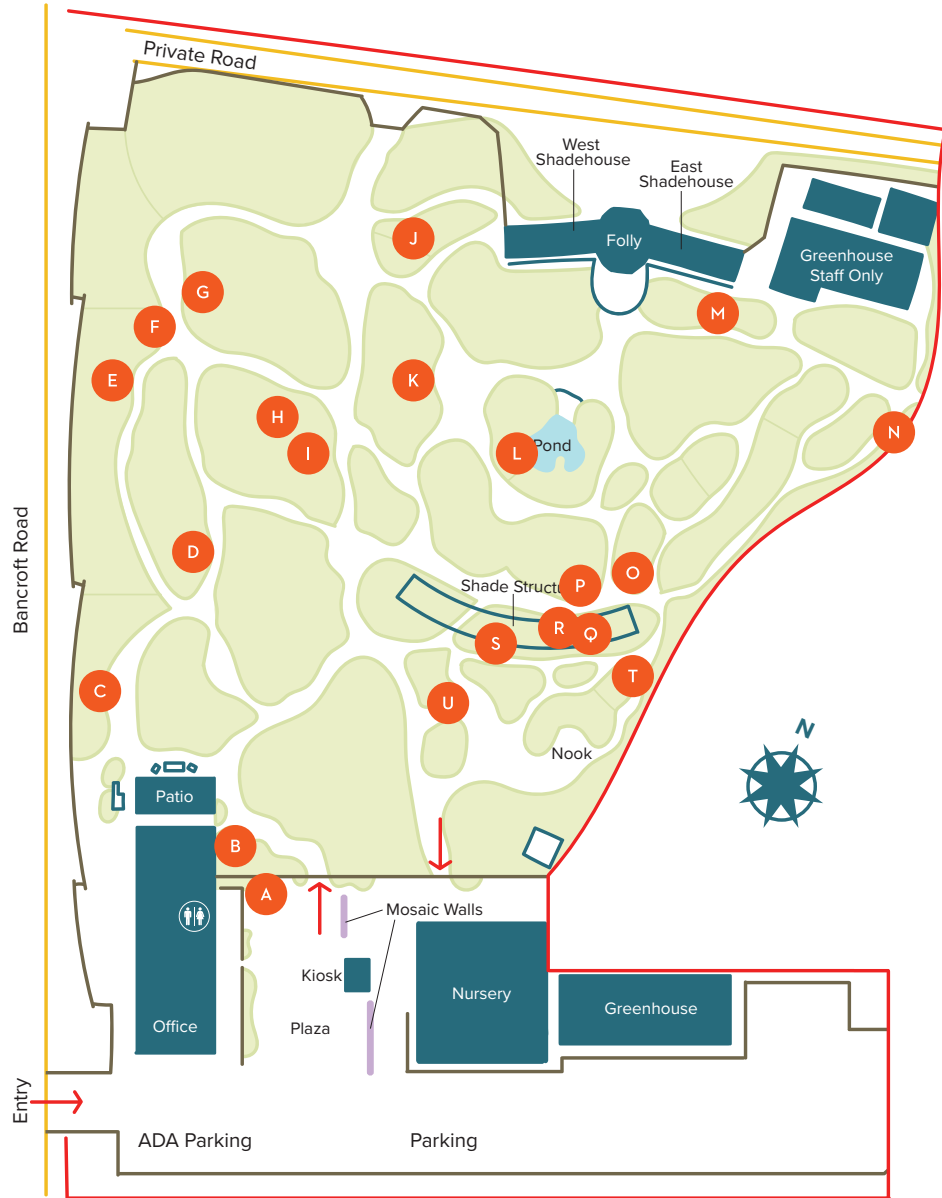 Private Road
West
Shadehouse
East
Shadehouse
Folly
Greenhouse
Staff Only
J
G
M
F
E
K
H
N
I
L
Pond
D
O
P
Shade Struct
R
Q
S
T
C
U
N
Nook
Patio
B
A
Mosaic Walls
Kiosk
Nursery
Greenhouse
Office
Plaza
Bancroft Road
Entry
ADA Parking
Parking